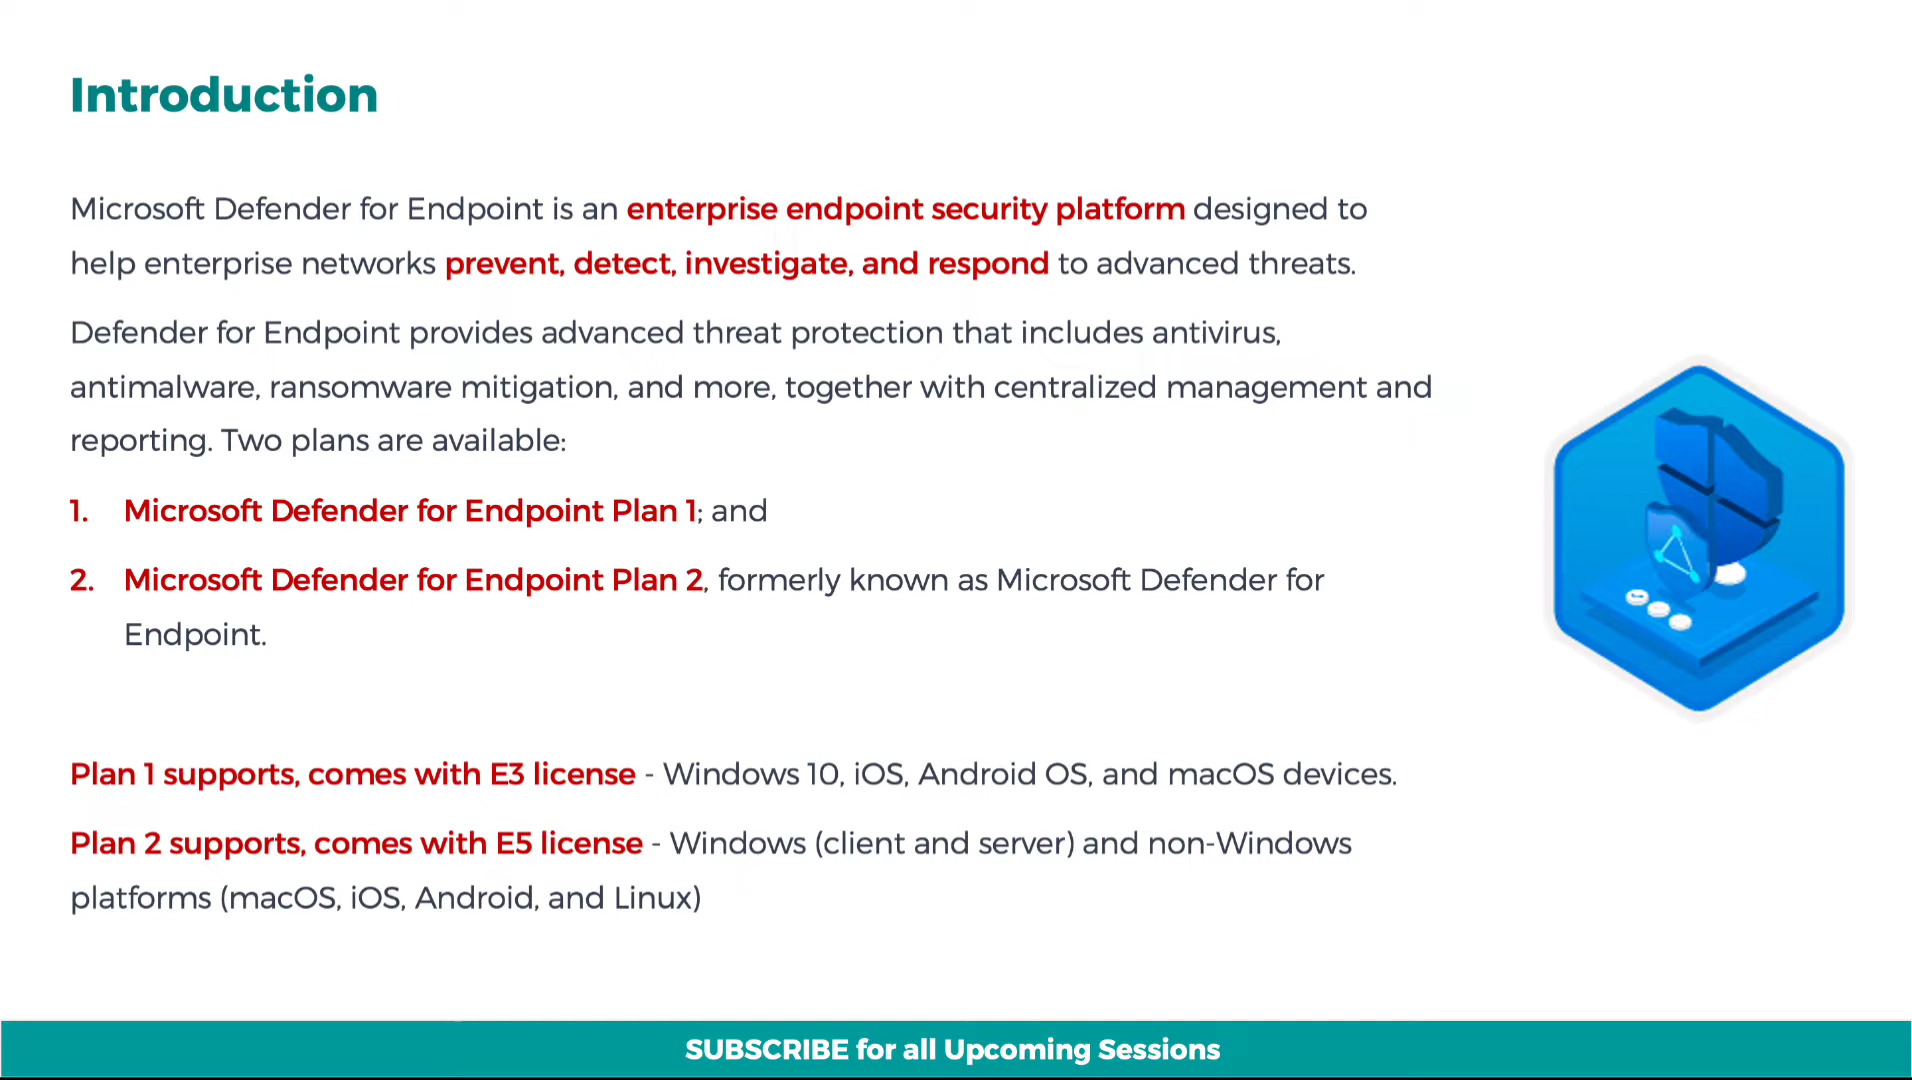 Introduction
Microsoft Defender for Endpoint is an enterprise endpoint security platform designed to
help enterprise networks prevent, detect, investigate, and respond to advanced threats.
Defender for Endpoint provides advanced threat protection that includes antivirus,
antimalware, ransomware mitigation, and more, together with centralized management and
reporting. Two plans are available:
1. Microsoft Defender for Endpoint Plan 1; and
2. Microsoft Defender for Endpoint Plan 2, formerly known as Microsoft Defender for
Endpoint.
Plan 1 supports, comes with E3 license - Windows 10, iOS, Android OS, and macOS devices.
Plan 2 supports, comes with E5 license - Windows (client and server) and non-Windows
platforms (macOS, iOS, Android, and Linux)
SUBSCRIBE for all Upcoming Sessions